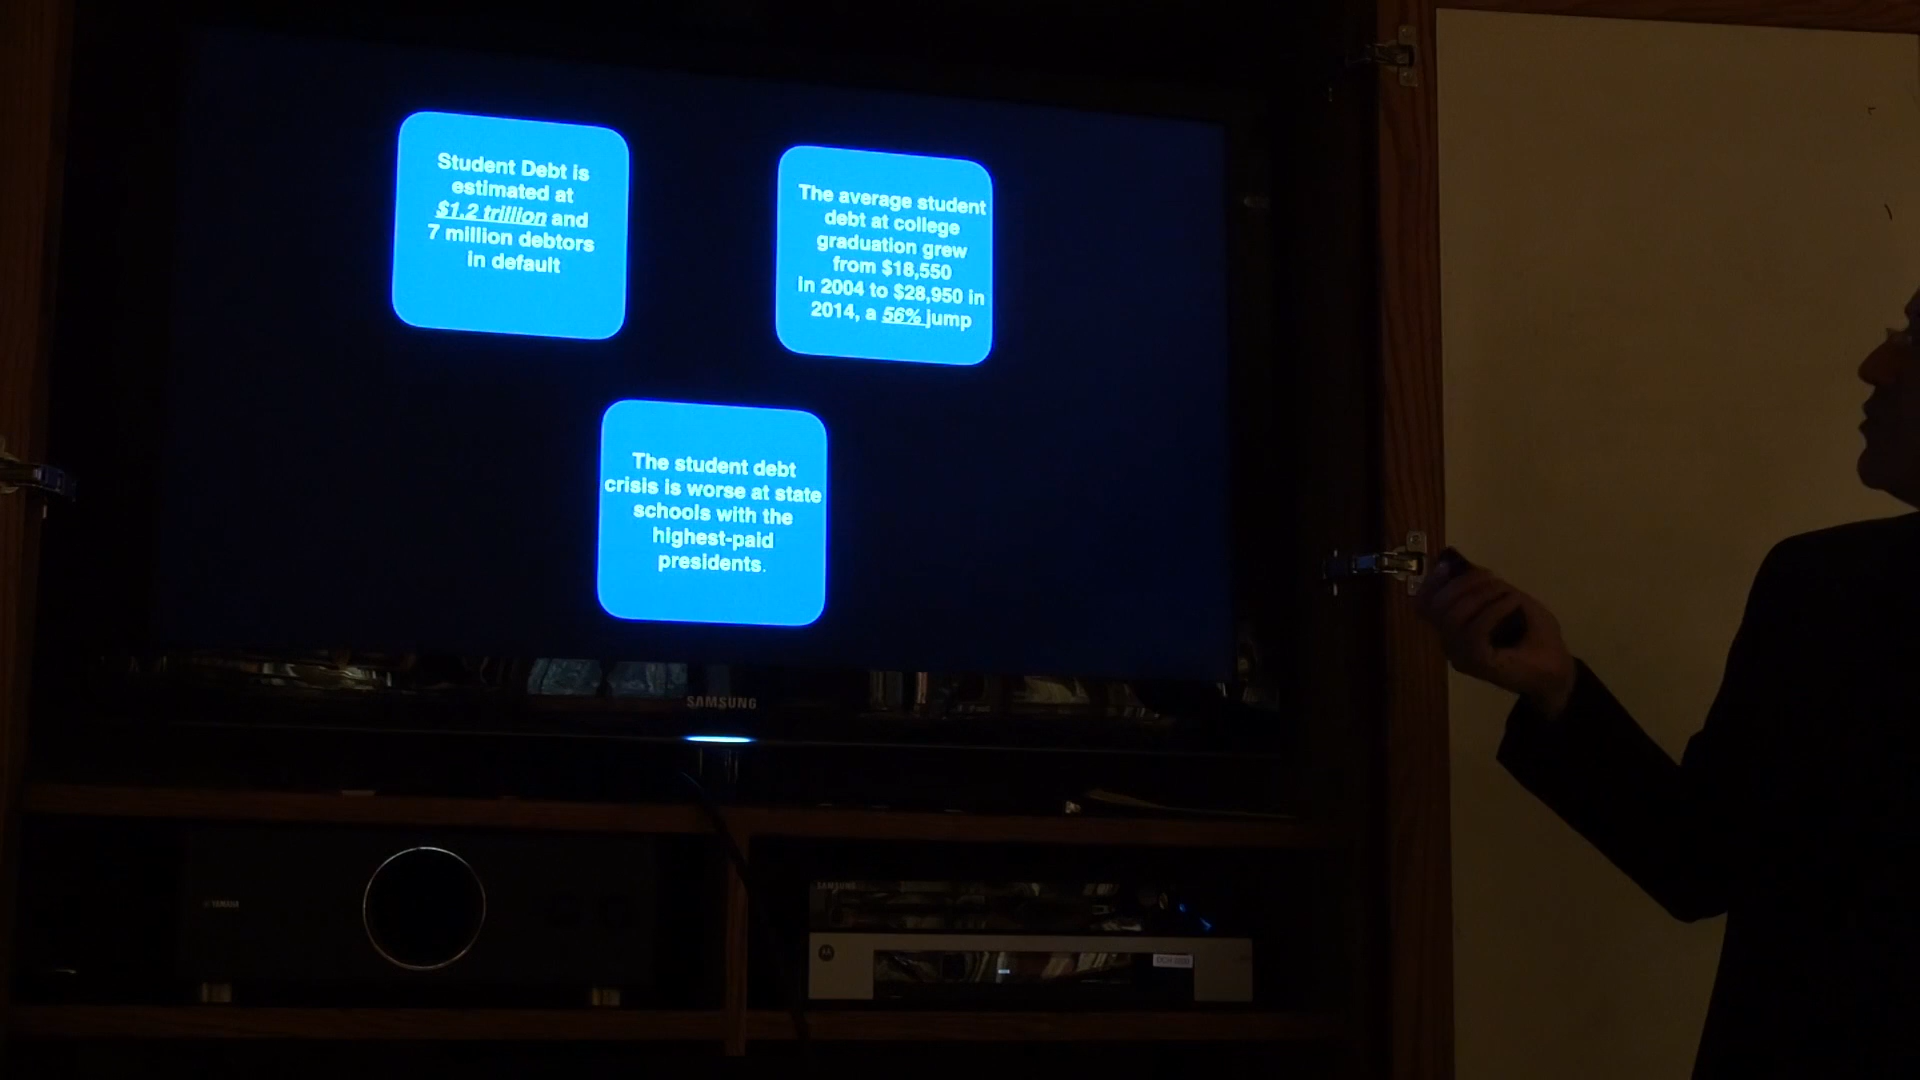 Student Debt is
estimated at
$1.2 trillion and
7 million debtors
in default
The average student
debt at college
graduation grew
from $18,550
in 2004 to $28,950 in
2014, a 56% jump
The student debt
crisis is worse at state
schools with the
highest-paid
presidents.
SAMSUNG
YAMAHA
SAMSUNG